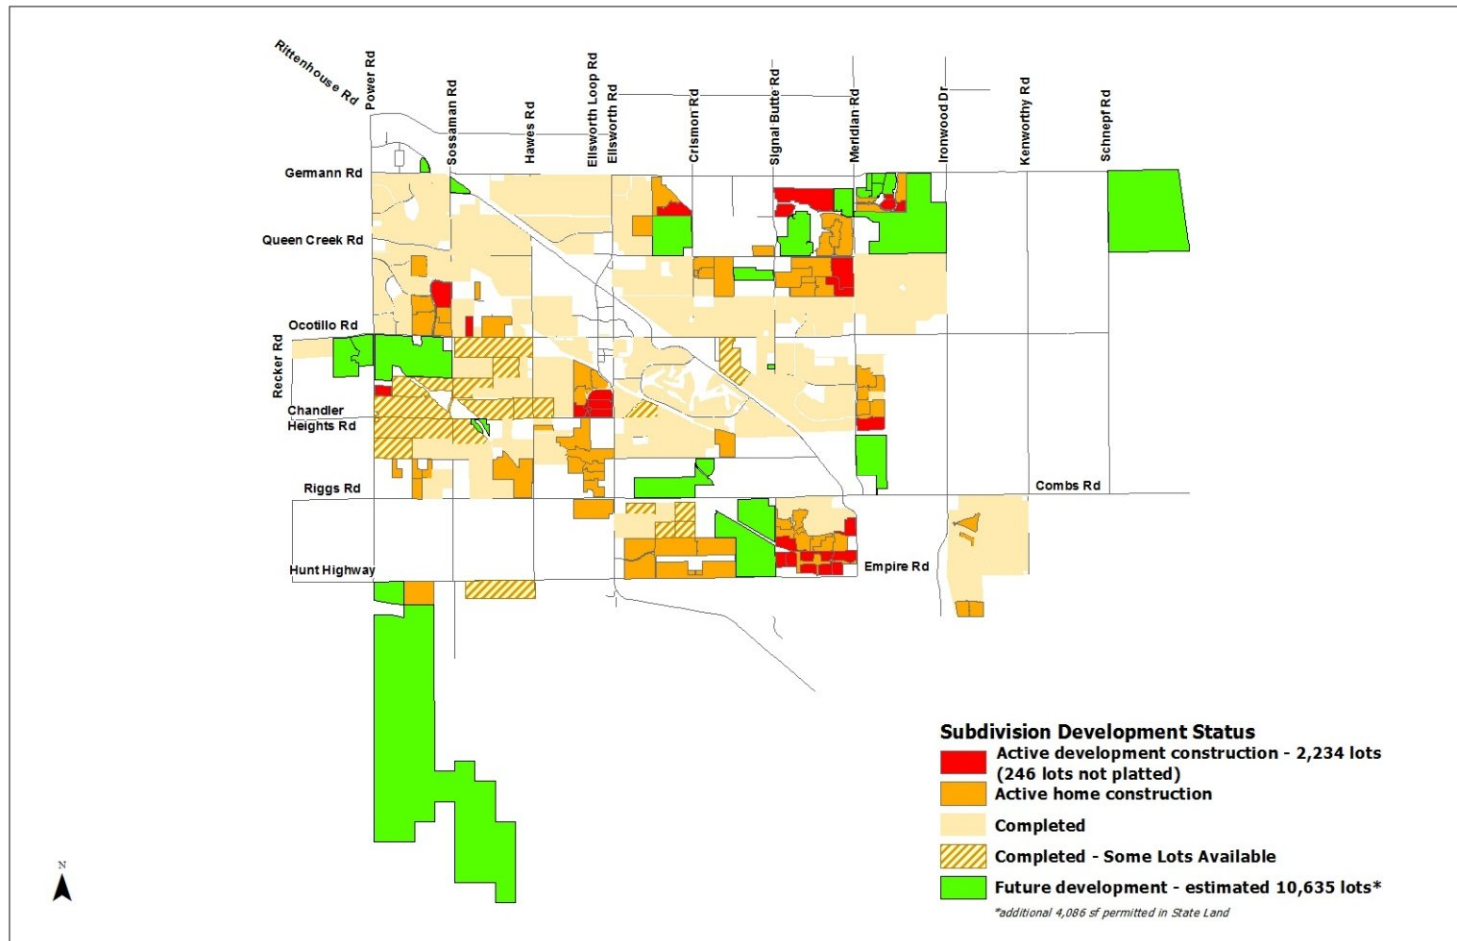 Rittenhouse Rd
Power Rd
Sossaman Rd
Hawes Rd
Ellsworth Loop Rd
Ellsworth Rd
Crismon Rd
Signal Butte Rd
Meridian Rd
Ironwood Dr
Kenworthy Rd
Schnepf Rd
Germann Rd
Queen Creek Rd
Ocotillo Rd
Recker Rd
Chandler
Heights Rd
Riggs Rd
Combs Rd
Hunt Highway
Empire Rd
Subdivision Development Status
Active development construction - 2,234 lots
(246 lots not platted)
Active home construction
Completed
Completed - Some Lots Available
Future development - estimated 10,635 lots*
*additional 4,086 sf permitted in State Land
N